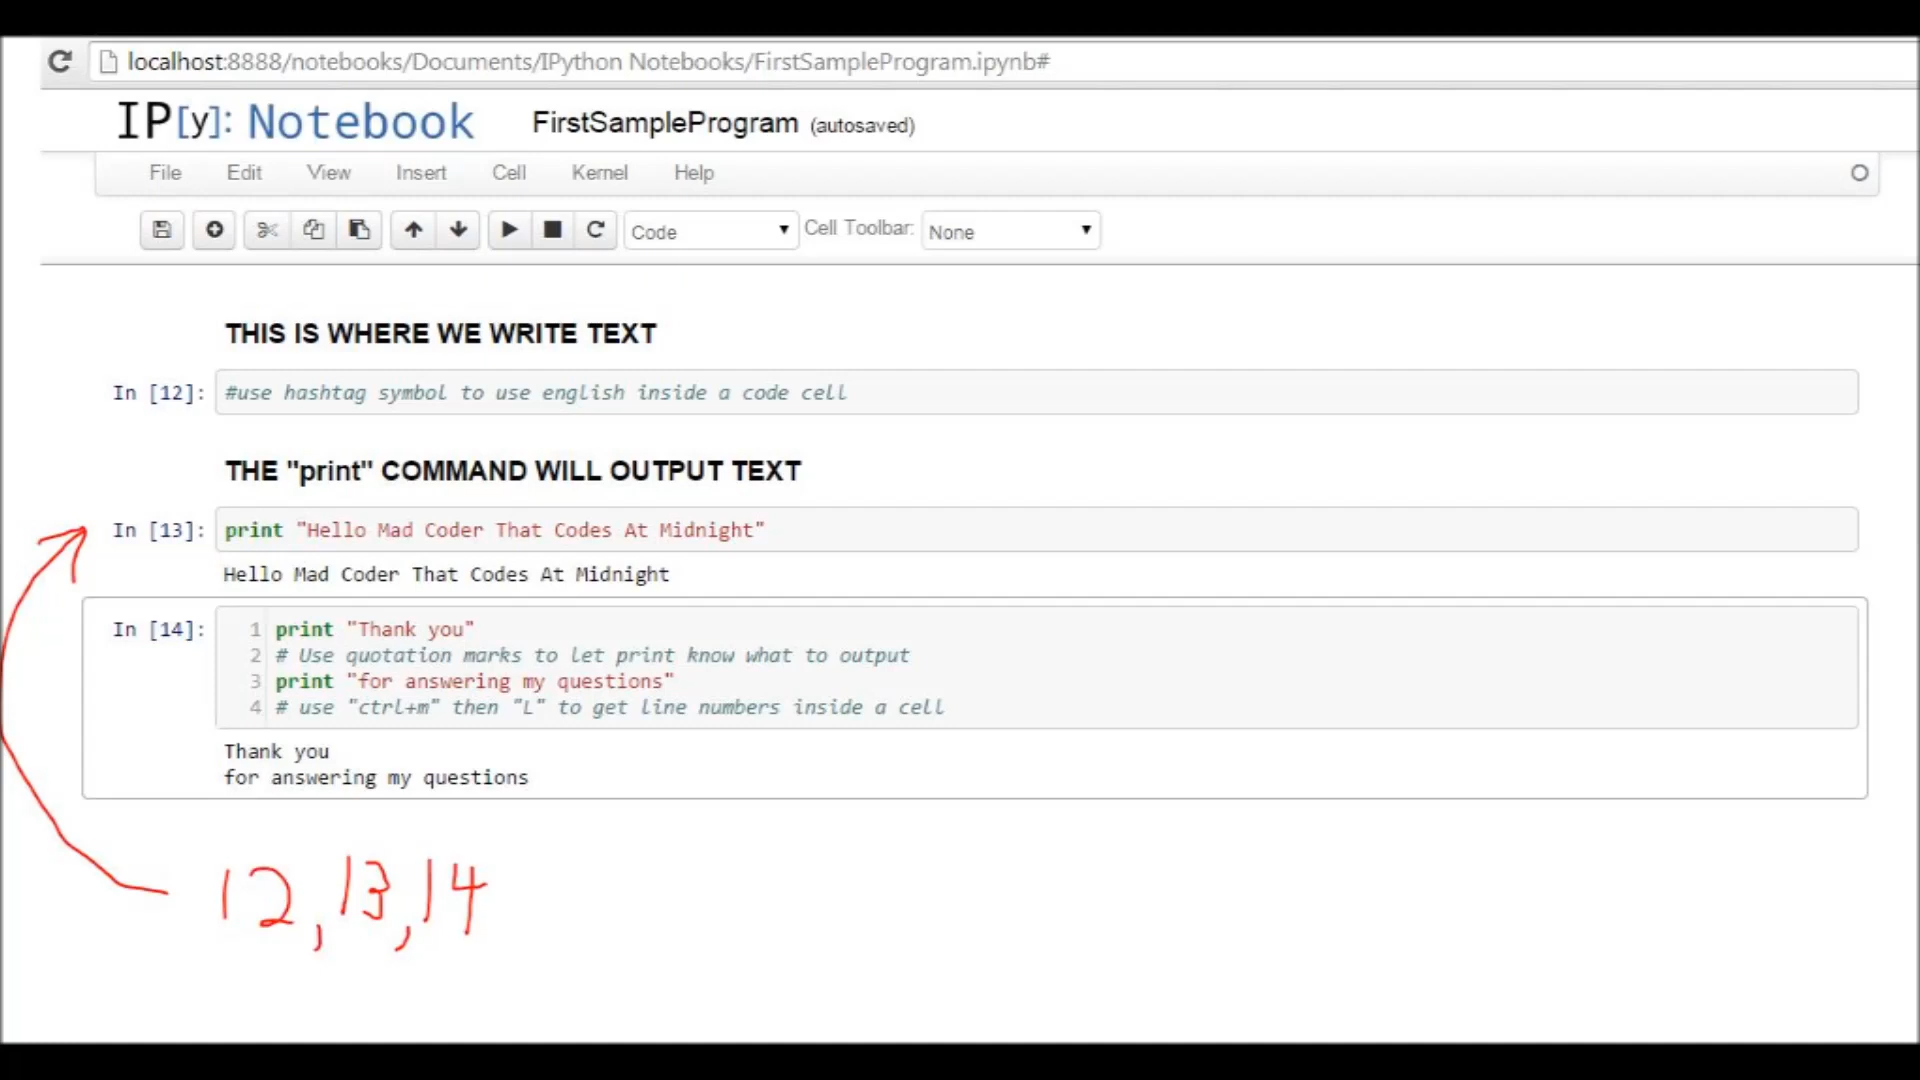 localhost:8888/notebooks/Documents/IPython Notebooks/FirstSampleProgram.ipynb#
IP[y]: Notebook FirstSampleProgram (autosaved)
File Edit View Insert Cell Kernel Help
Code Cell Toolbar: None
THIS IS WHERE WE WRITE TEXT
In [12]: #use hashtag symbol to use english inside a code cell
THE "print" COMMAND WILL OUTPUT TEXT
In [13]: print "Hello Mad Coder That Codes At Midnight"
Hello Mad Coder That Codes At Midnight
In [14]: 1 print "Thank you"
2 # Use quotation marks to let print know what to output
3 print "for answering my questions"
4 # use "ctrl+m" then "L" to get line numbers inside a cell
Thank you
for answering my questions
12,13,14